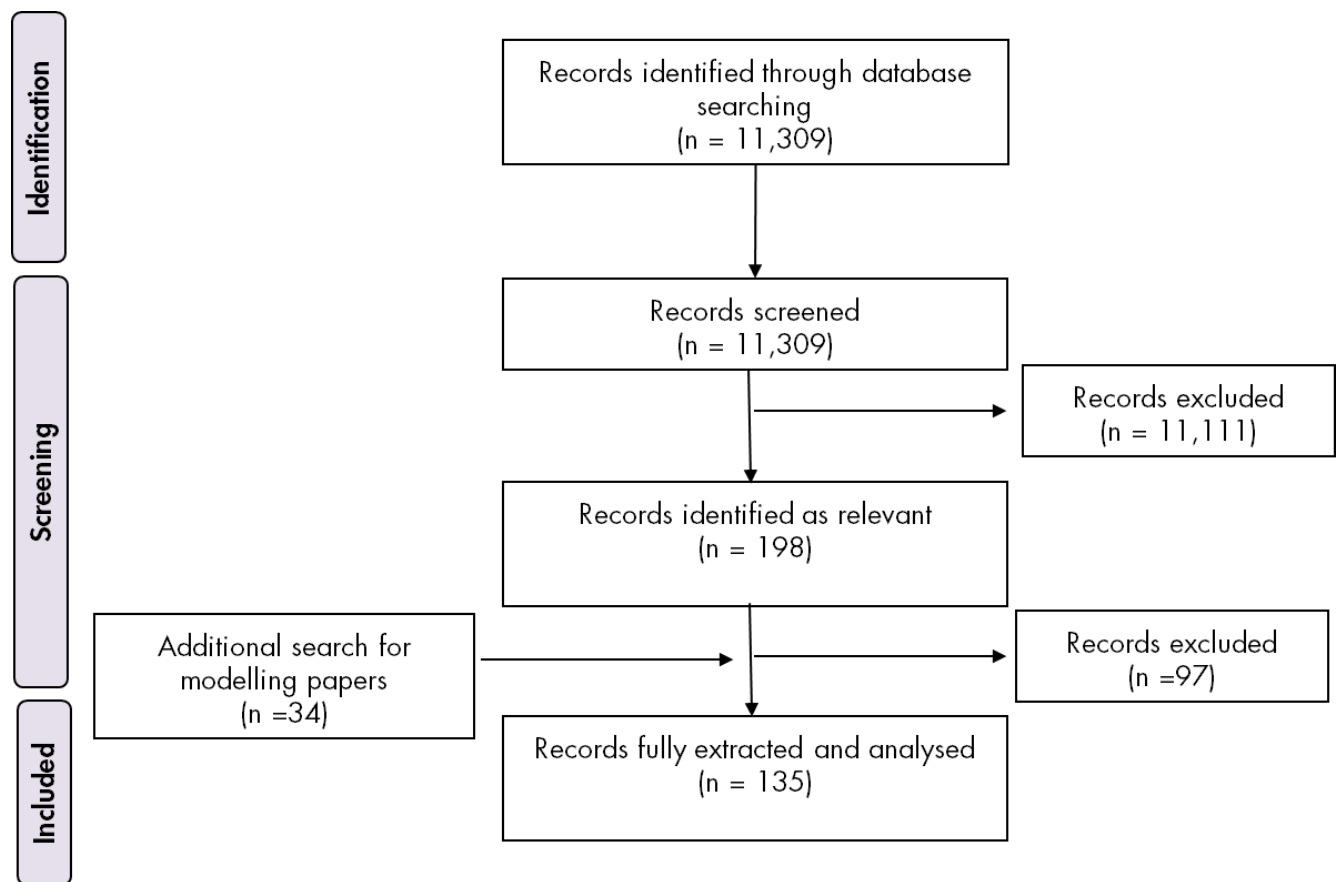 Identification
Records identified through database
searching
(n = 11,309)
Screening
Records screened
(n = 11,309)
Records excluded
(n = 11,111)
Records identified as relevant
(n = 198)
Additional search for
modelling papers
(n =34)
Records excluded
(n =97)
Included
Records fully extracted and analysed
(n = 135)